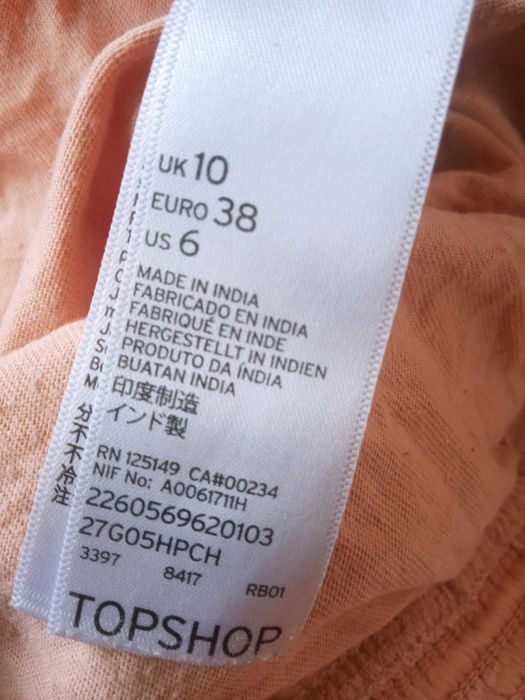 UK 10
EURO 38
US 6
MADE IN INDIA
FABRICADO EN INDIA
FABRIQUÉ EN INDE
HERGESTELLT IN INDIEN
PRODUTO DA ÍNDIA
BUATAN INDIA
印度制造
インド製
RN 125149 CA#00234
NIF No: A0061711H
2260569620103
27G05HPCH
3397 8417 RB01
TOPSHOP